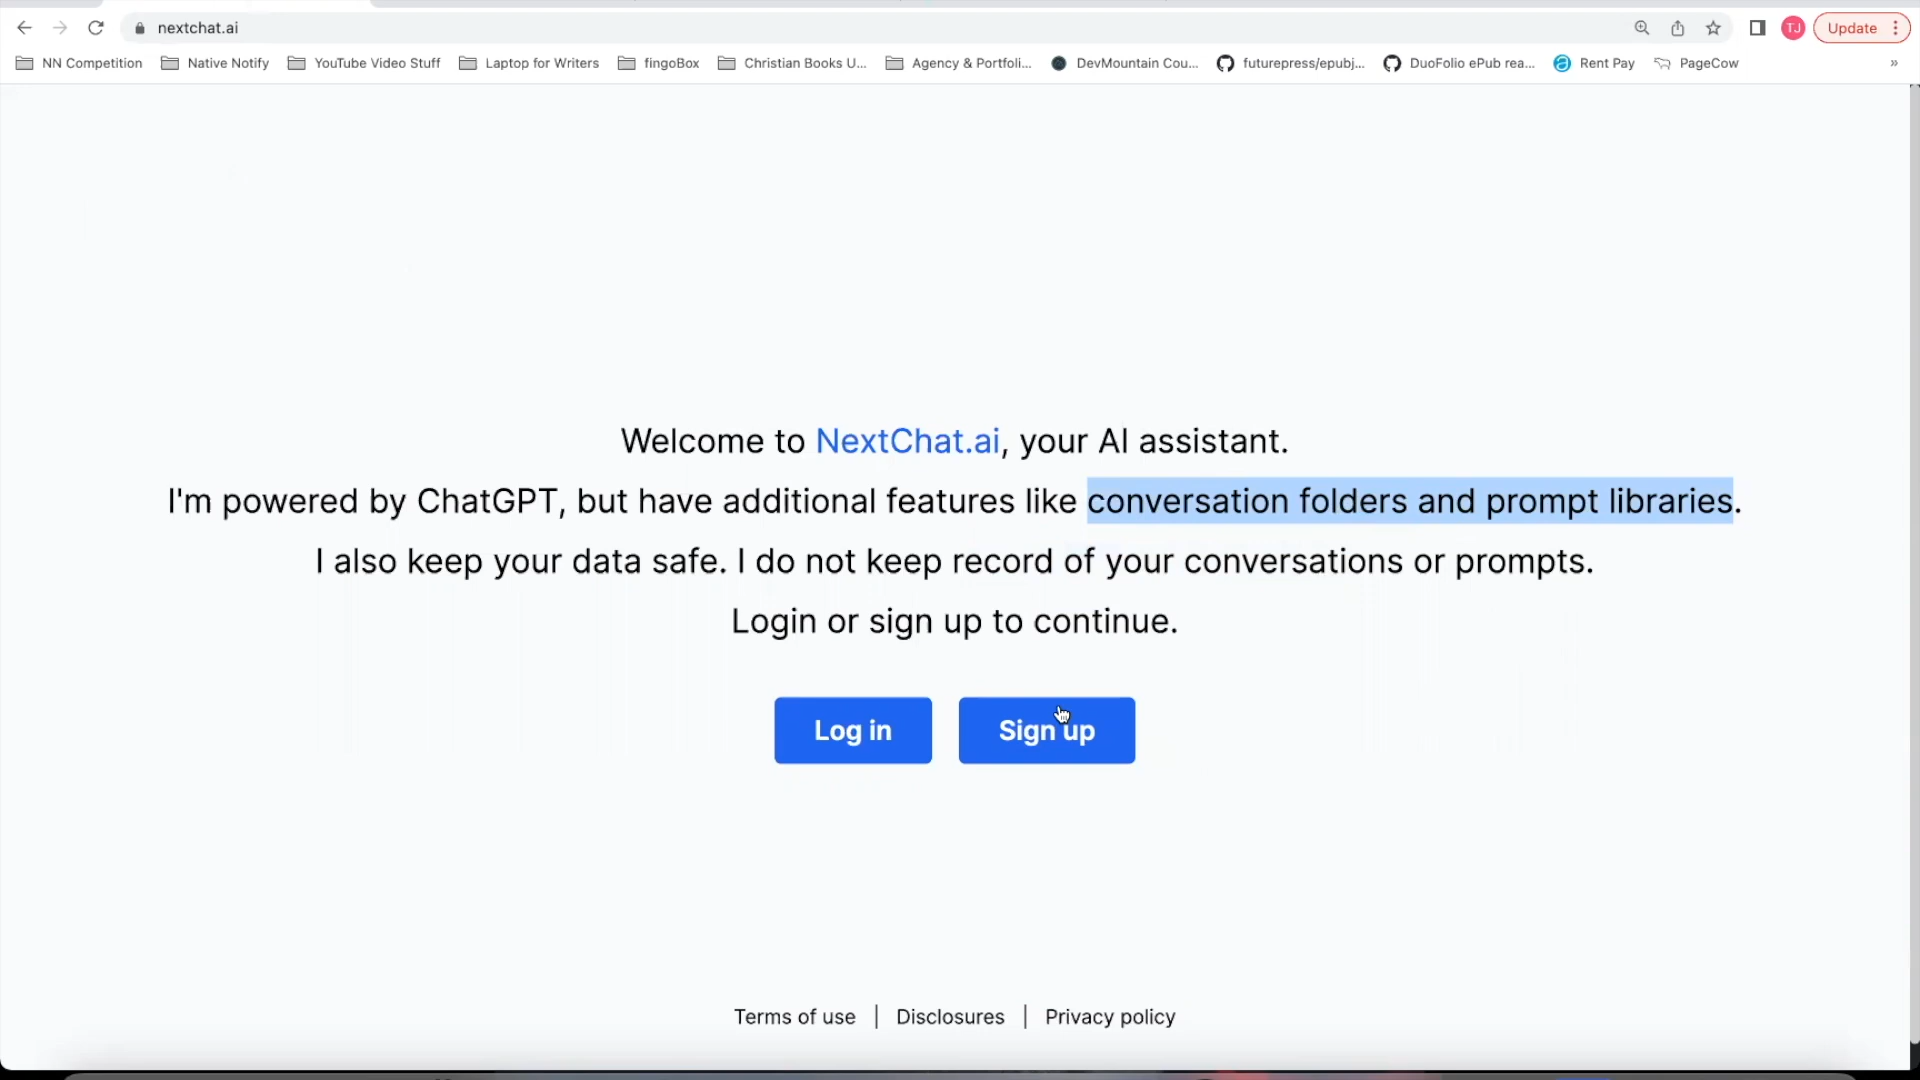 nextchat.ai
TJ
Update
NN Competition
Native Notify
YouTube Video Stuff
Laptop for Writers
fingoBox
Christian Books U...
Agency & Portfoli...
DevMountain Cou...
futurepress/epubj...
DuoFolio ePub rea...
Rent Pay
PageCow
»
Welcome to NextChat.ai, your AI assistant.
I'm powered by ChatGPT, but have additional features like conversation folders and prompt libraries.
I also keep your data safe. I do not keep record of your conversations or prompts.
Login or sign up to continue.
Log in
Sign up
Terms of use | Disclosures | Privacy policy